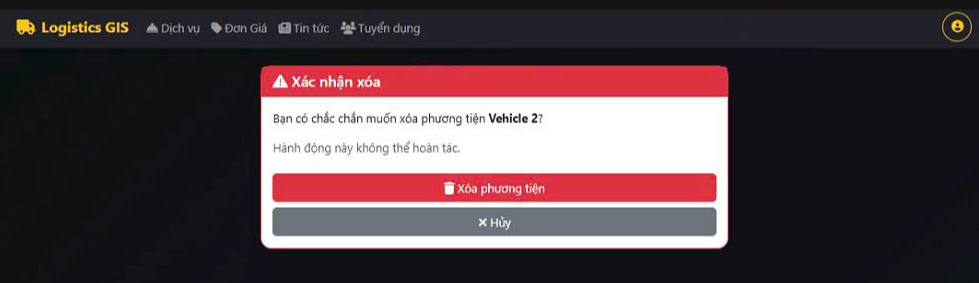 Logistics GIS Dịch vụ Đơn Giá Tin tức Tuyển dụng
Xác nhận xóa
Bạn có chắc chắn muốn xóa phương tiện Vehicle 2?
Hành động này không thể hoàn tác.
Xóa phương tiện
Hủy